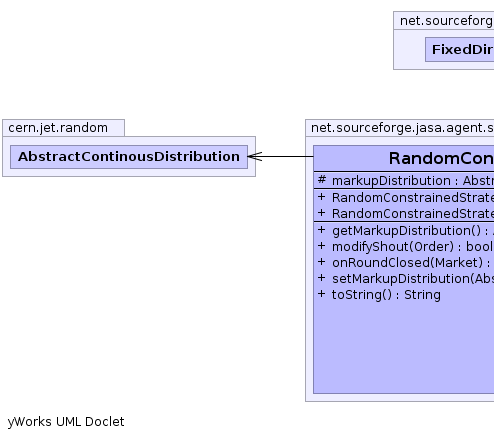 net.sourceforg
FixedDir
cern.jet.random
AbstractContinousDistribution
net.sourceforge.jasa.agent.s
RandomCon
# markupDistribution : Abstr
+ RandomConstrainedStrate
+ RandomConstrainedStrate
+ getMarkupDistribution() : 
+ modifyShout(Order) : bool
+ onRoundClosed(Market) :
+ setMarkupDistribution(Abs
+ toString() : String
yWorks UML Doclet